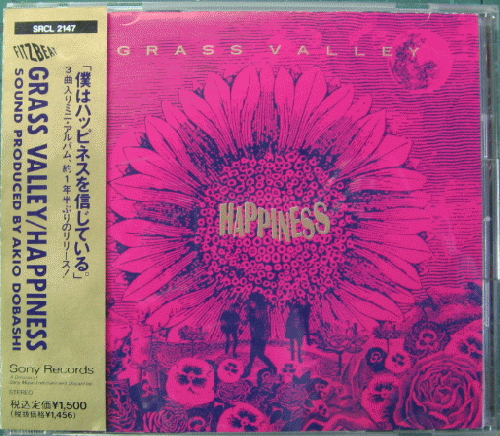 SRCL 2147
FITZBEAT
GRASS VALLEY/HAPPINESS
SOUND PRODUCED BY AKIO DOBASHI
「僕はハッピネスを信じている。」
3曲入りミニ・アルバム、約1年半ぶりのリリース!
Sony Records
STEREO
税込定価¥1,500
(税抜価格¥1,456)
GRASS VALLEY
HAPPINESS